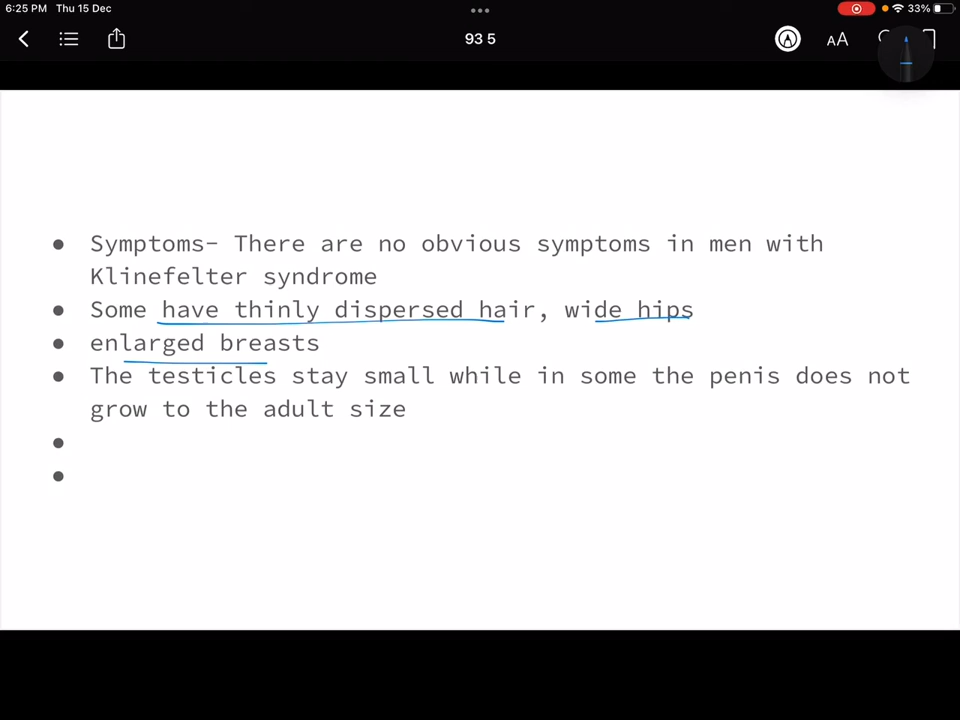 6:25 PM Thu 15 Dec
33%
93 5
AA
● Symptoms- There are no obvious symptoms in men with
Klinefelter syndrome
● Some have thinly dispersed hair, wide hips
● enlarged breasts
● The testicles stay small while in some the penis does not
grow to the adult size
●
●